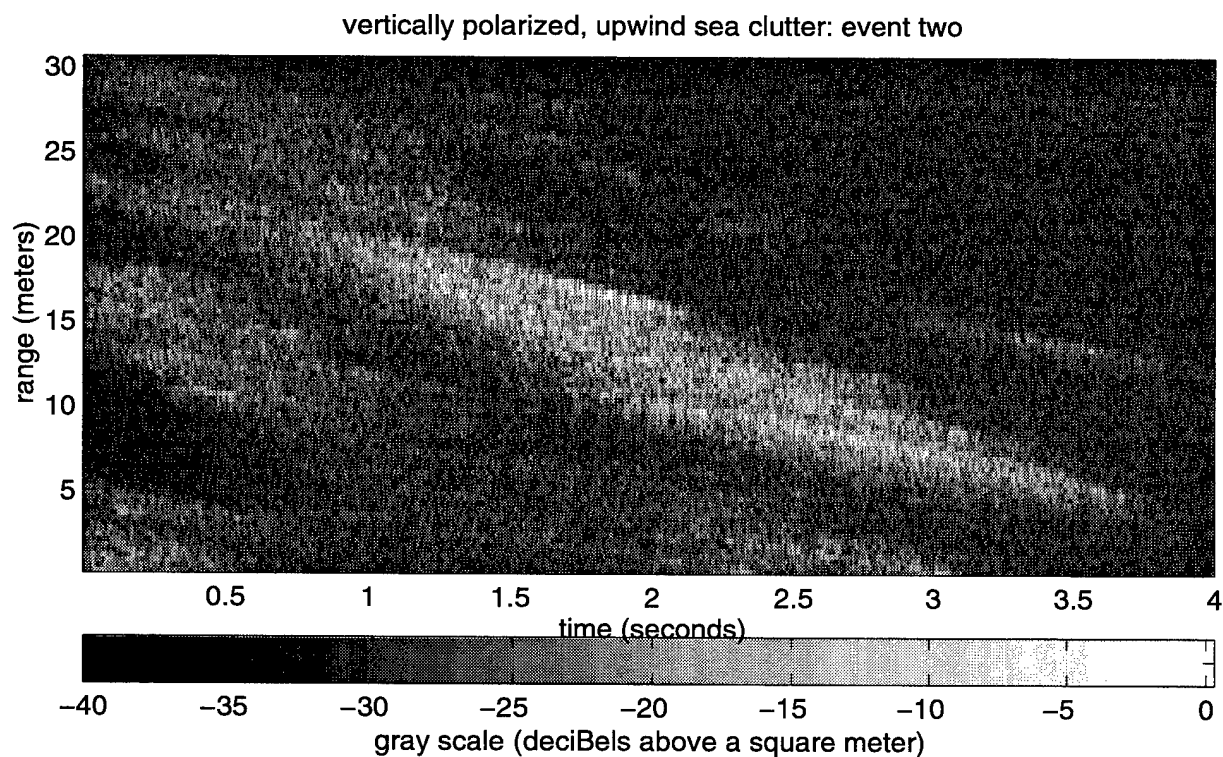 vertically polarized, upwind sea clutter: event two
30
25
20
15
10
5
range (meters)
0.5 1 1.5 2 2.5 3 3.5 4
time (seconds)
−40 −35 −30 −25 −20 −15 −10 −5 0
gray scale (deciBels above a square meter)